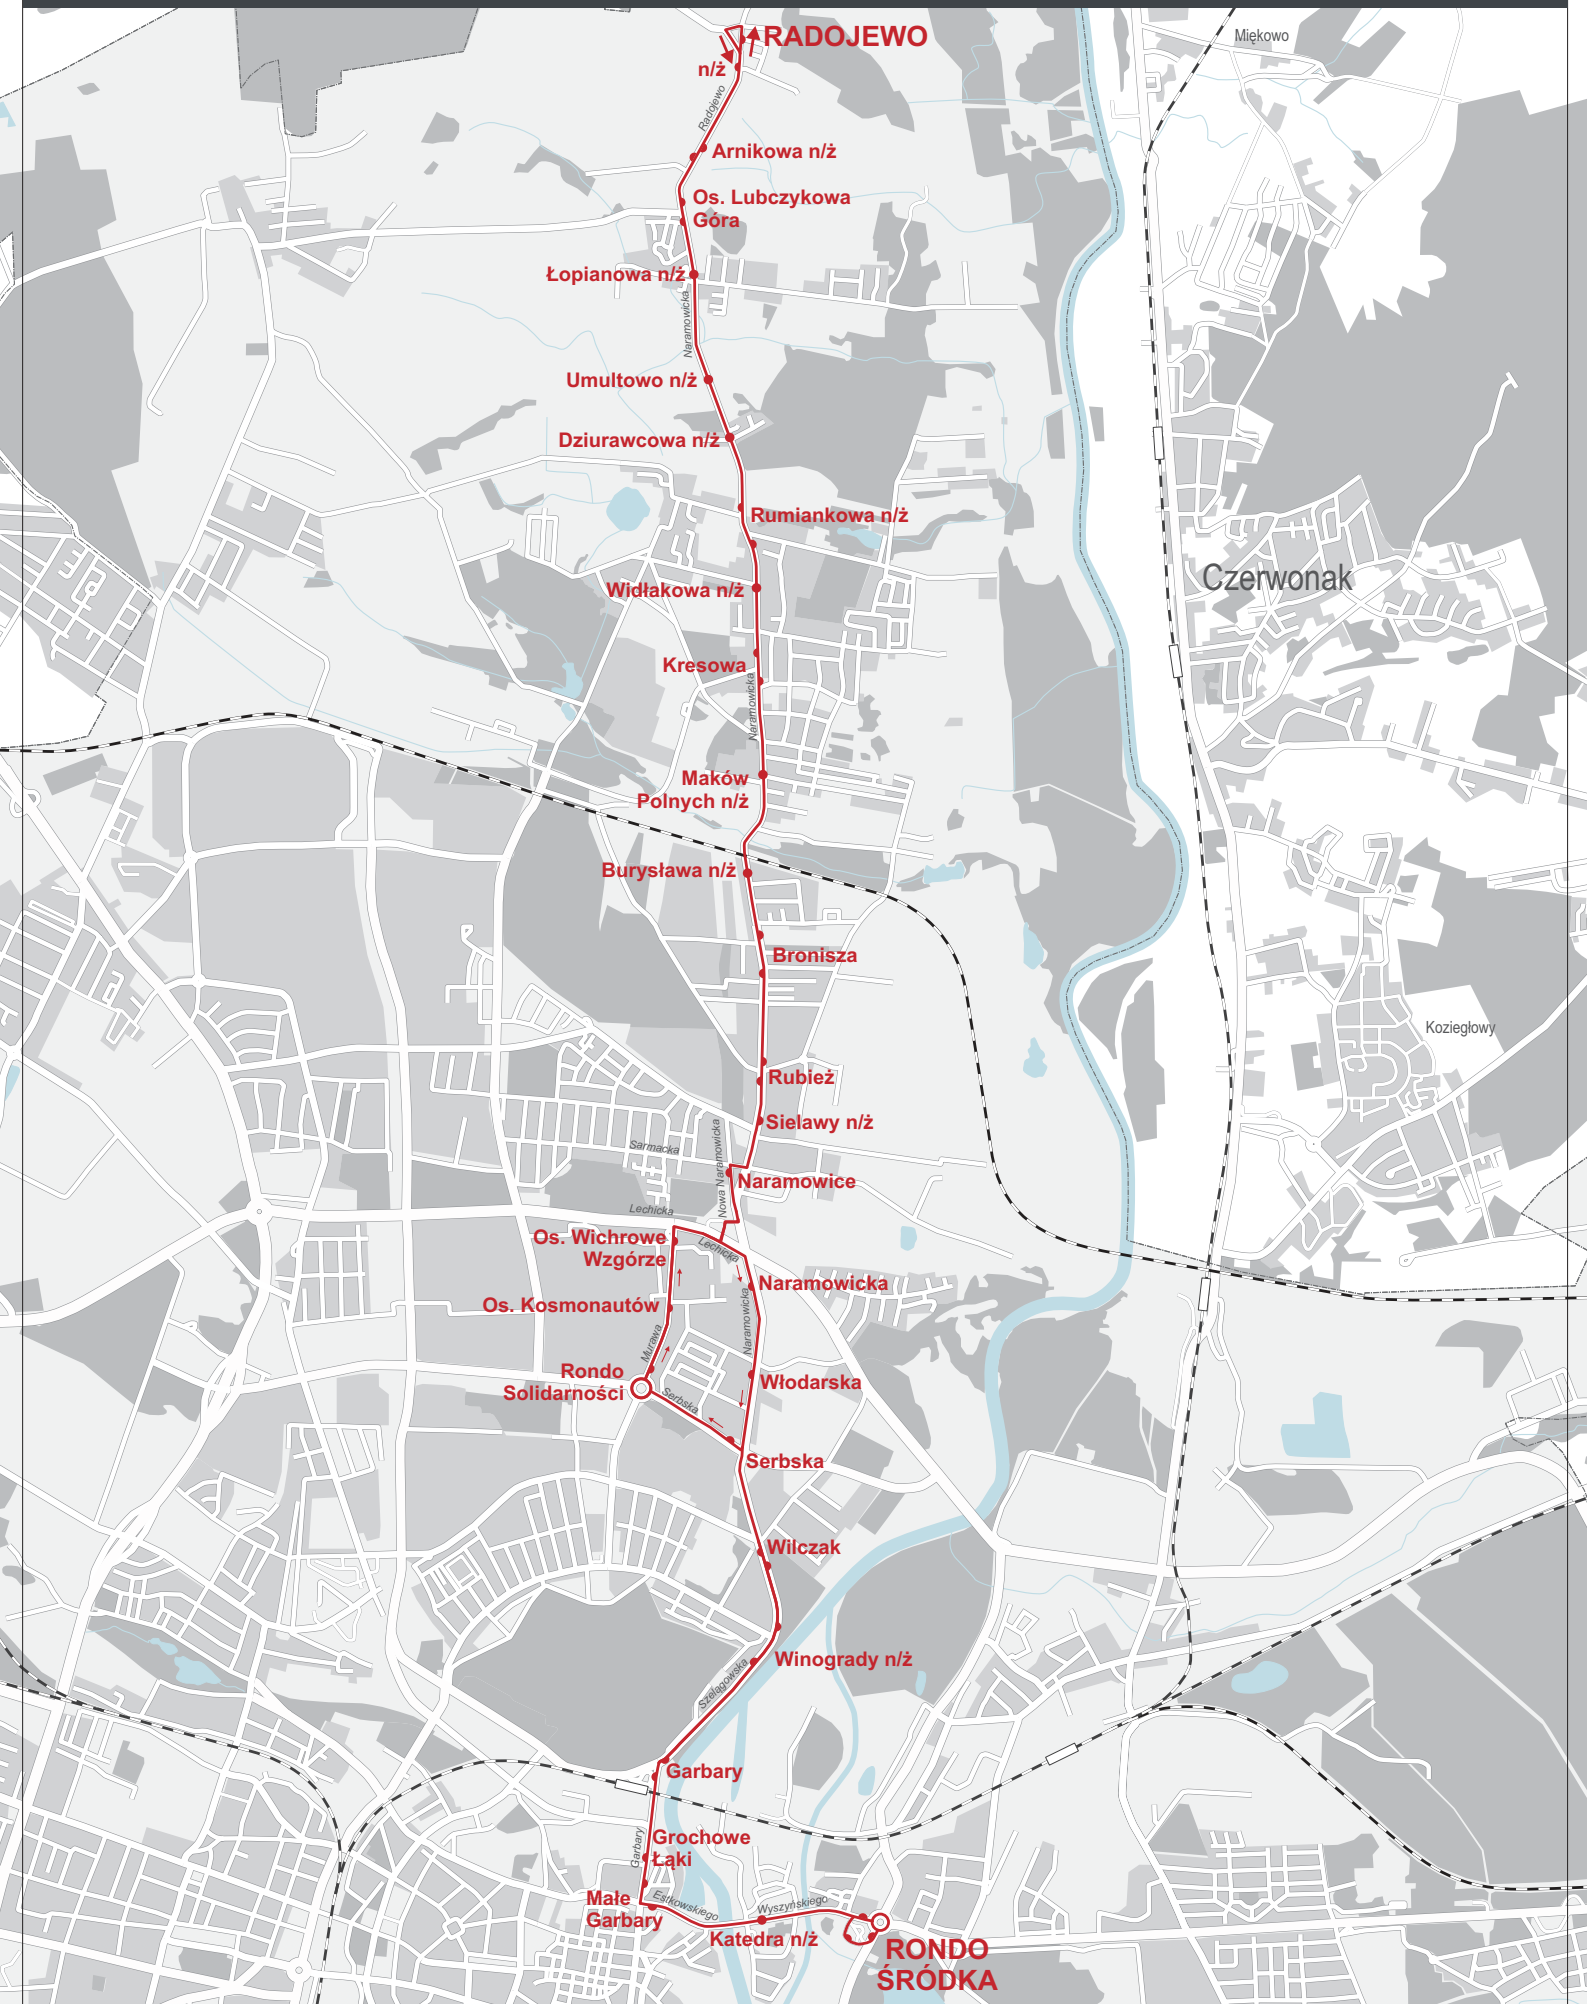 RADOJEWO
Miękowo
n/ż
Radojewo
Arnikowa n/ż
Os. Lubczykowa
Góra
Łopianowa n/ż
Naramowicka
Umultowo n/ż
Dziurawcowa n/ż
Rumiankowa n/ż
Czerwonak
Widłakowa n/ż
Kresowa
Naramowicka
Maków
Polnych n/ż
Burysława n/ż
Bronisza
Koziegłowy
Rubież
Sielawy n/ż
Sarmacka
Nowa Naramowicka
Naramowice
Lechicka
Os. Wichrowe
Wzgórze
Lechicka
Naramowicka
Os. Kosmonautów
Naramowicka
Murawa
Rondo
Solidarności
Włodarska
Serbska
Serbska
Wilczak
Winogrady n/ż
Szelągowska
Garbary
Grochowe
Łąki
Garbary
Małe
Garbary
Estkowskiego
Wyszyńskiego
Katedra n/ż
RONDO
ŚRÓDKA